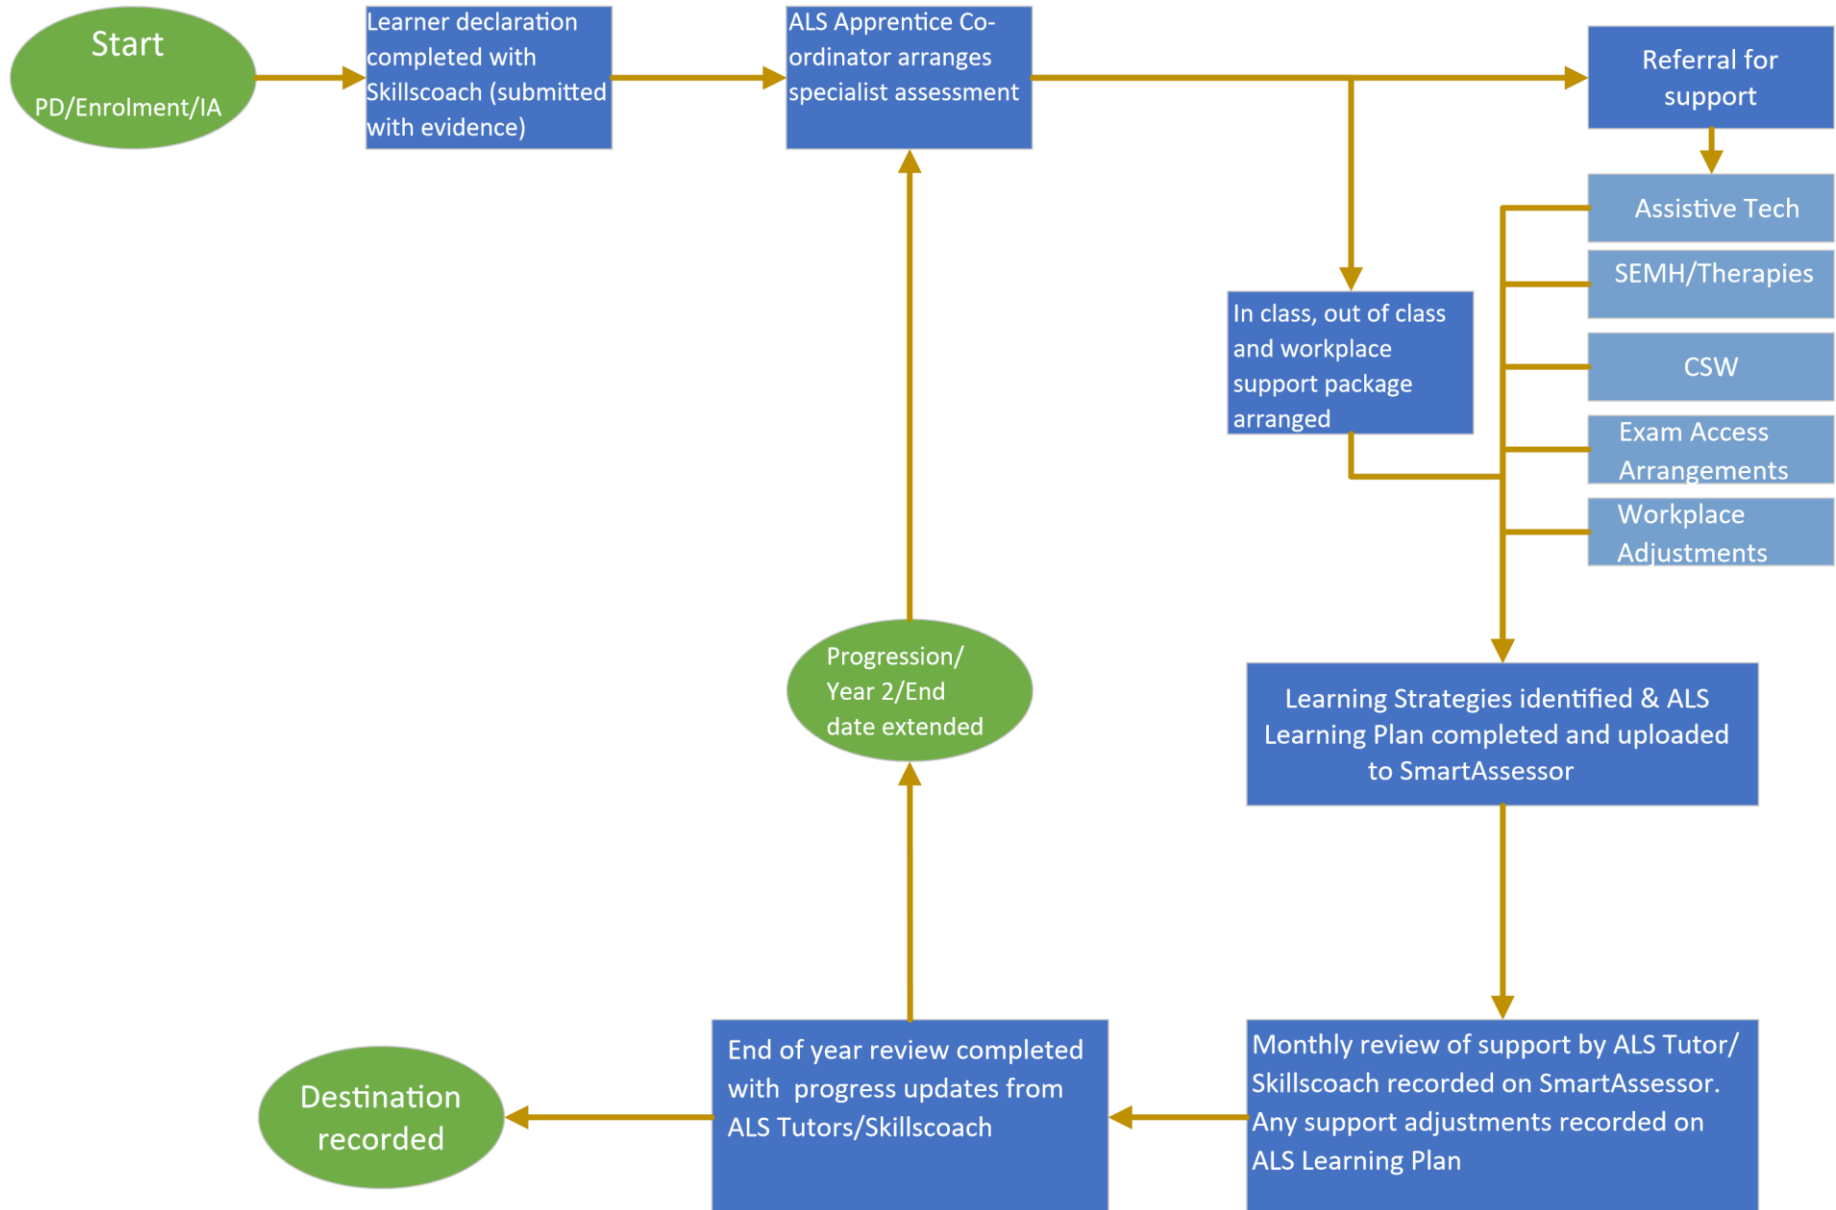 Start
PD/Enrolment/IA
Learner declaration
completed with
Skillscoach (submitted
with evidence)
ALS Apprentice Co-
ordinator arranges
specialist assessment
Referral for
support
Assistive Tech
SEMH/Therapies
CSW
Exam Access
Arrangements
Workplace
Adjustments
In class, out of class
and workplace
support package
arranged
Learning Strategies identified & ALS
Learning Plan completed and uploaded
to SmartAssessor
Monthly review of support by ALS Tutor/
Skillscoach recorded on SmartAssessor.
Any support adjustments recorded on
ALS Learning Plan
End of year review completed
with  progress updates from
ALS Tutors/Skillscoach
Progression/
Year 2/End
date extended
Destination
recorded